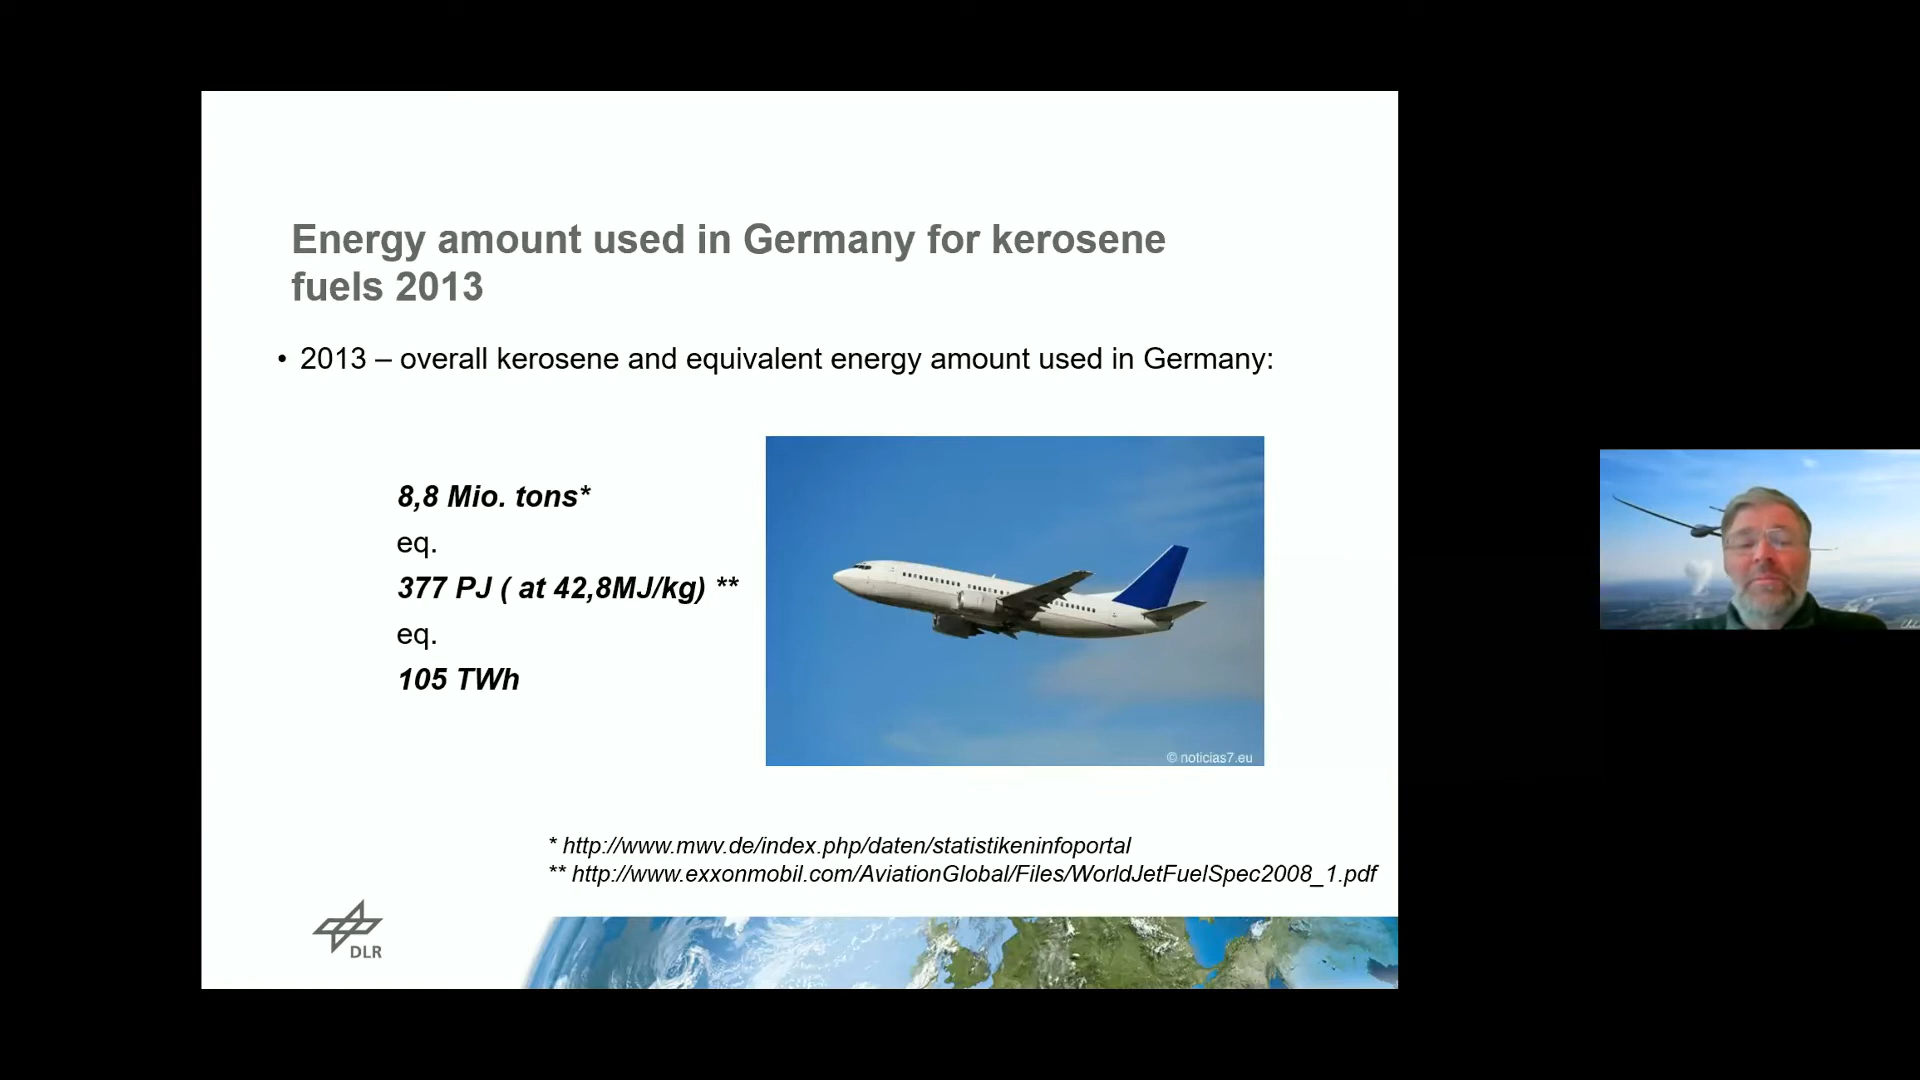 Energy amount used in Germany for kerosene
fuels 2013
• 2013 – overall kerosene and equivalent energy amount used in Germany:
8,8 Mio. tons*
eq.
377 PJ ( at 42,8MJ/kg) **
eq.
105 TWh
© noticias7.eu
* http://www.mwv.de/index.php/daten/statistikeninfoportal
** http://www.exxonmobil.com/AviationGlobal/Files/WorldJetFuelSpec2008_1.pdf
DLR